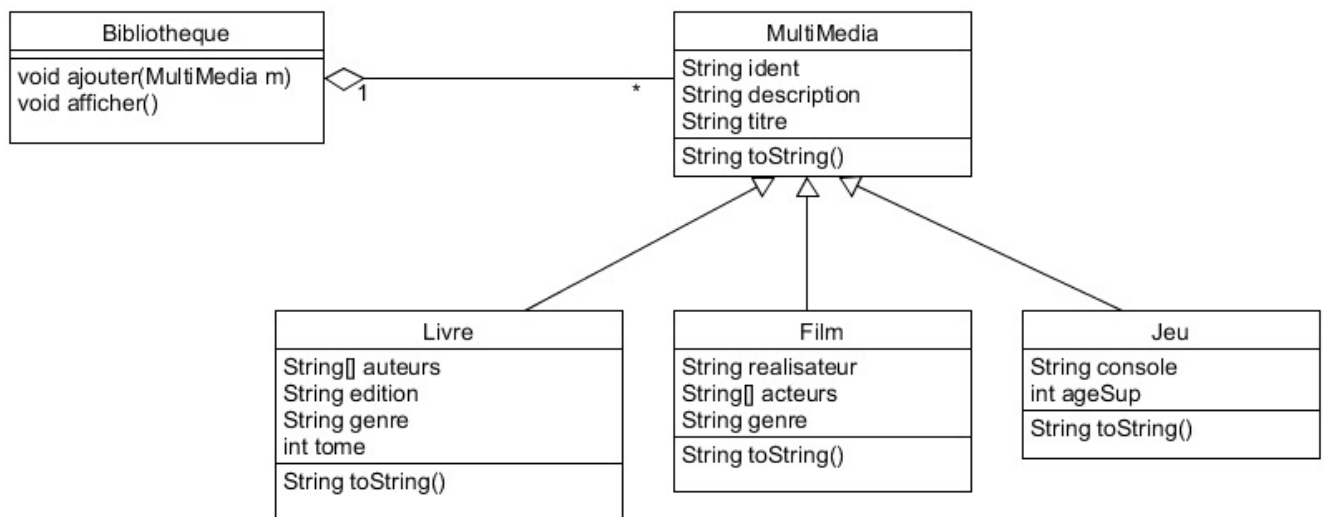 Bibliotheque
void ajouter(MultiMedia m)
void afficher()
1
*
MultiMedia
String ident
String description
String titre
String toString()
Livre
String[] auteurs
String edition
String genre
int tome
String toString()
Film
String realisateur
String[] acteurs
String genre
String toString()
Jeu
String console
int ageSup
String toString()